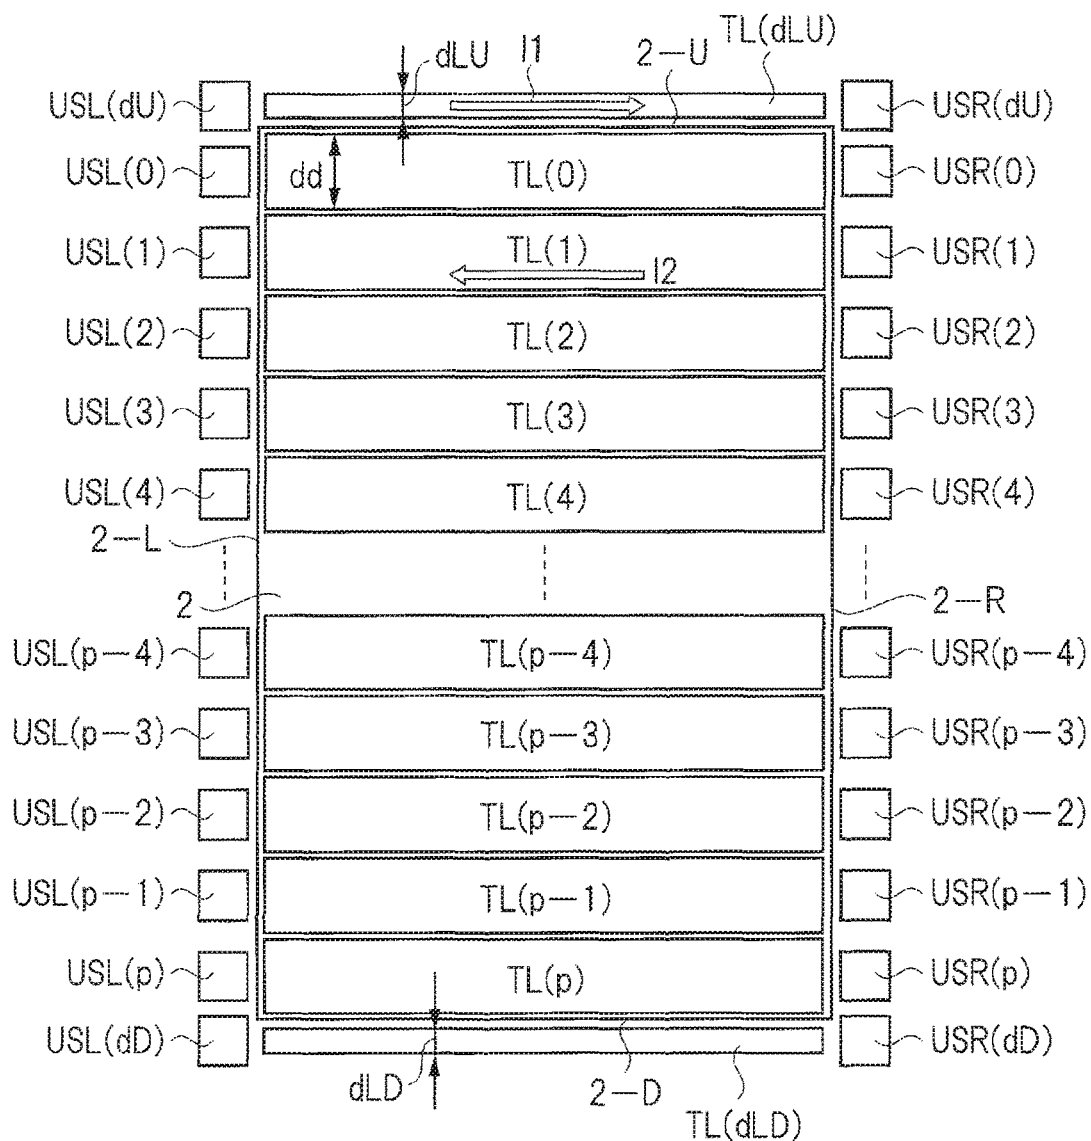 dLU I1 2-U TL(dLU)
USL(dU) USR(dU)
USL(0) dd TL(0) USR(0)
USL(1) TL(1) USR(1)
I2
USL(2) TL(2) USR(2)
USL(3) TL(3) USR(3)
USL(4) TL(4) USR(4)
2-L
2 2-R
USL(p-4) TL(p-4) USR(p-4)
USL(p-3) TL(p-3) USR(p-3)
USL(p-2) TL(p-2) USR(p-2)
USL(p-1) TL(p-1) USR(p-1)
USL(p) TL(p) USR(p)
USL(dD) USR(dD)
dLD 2-D TL(dLD)